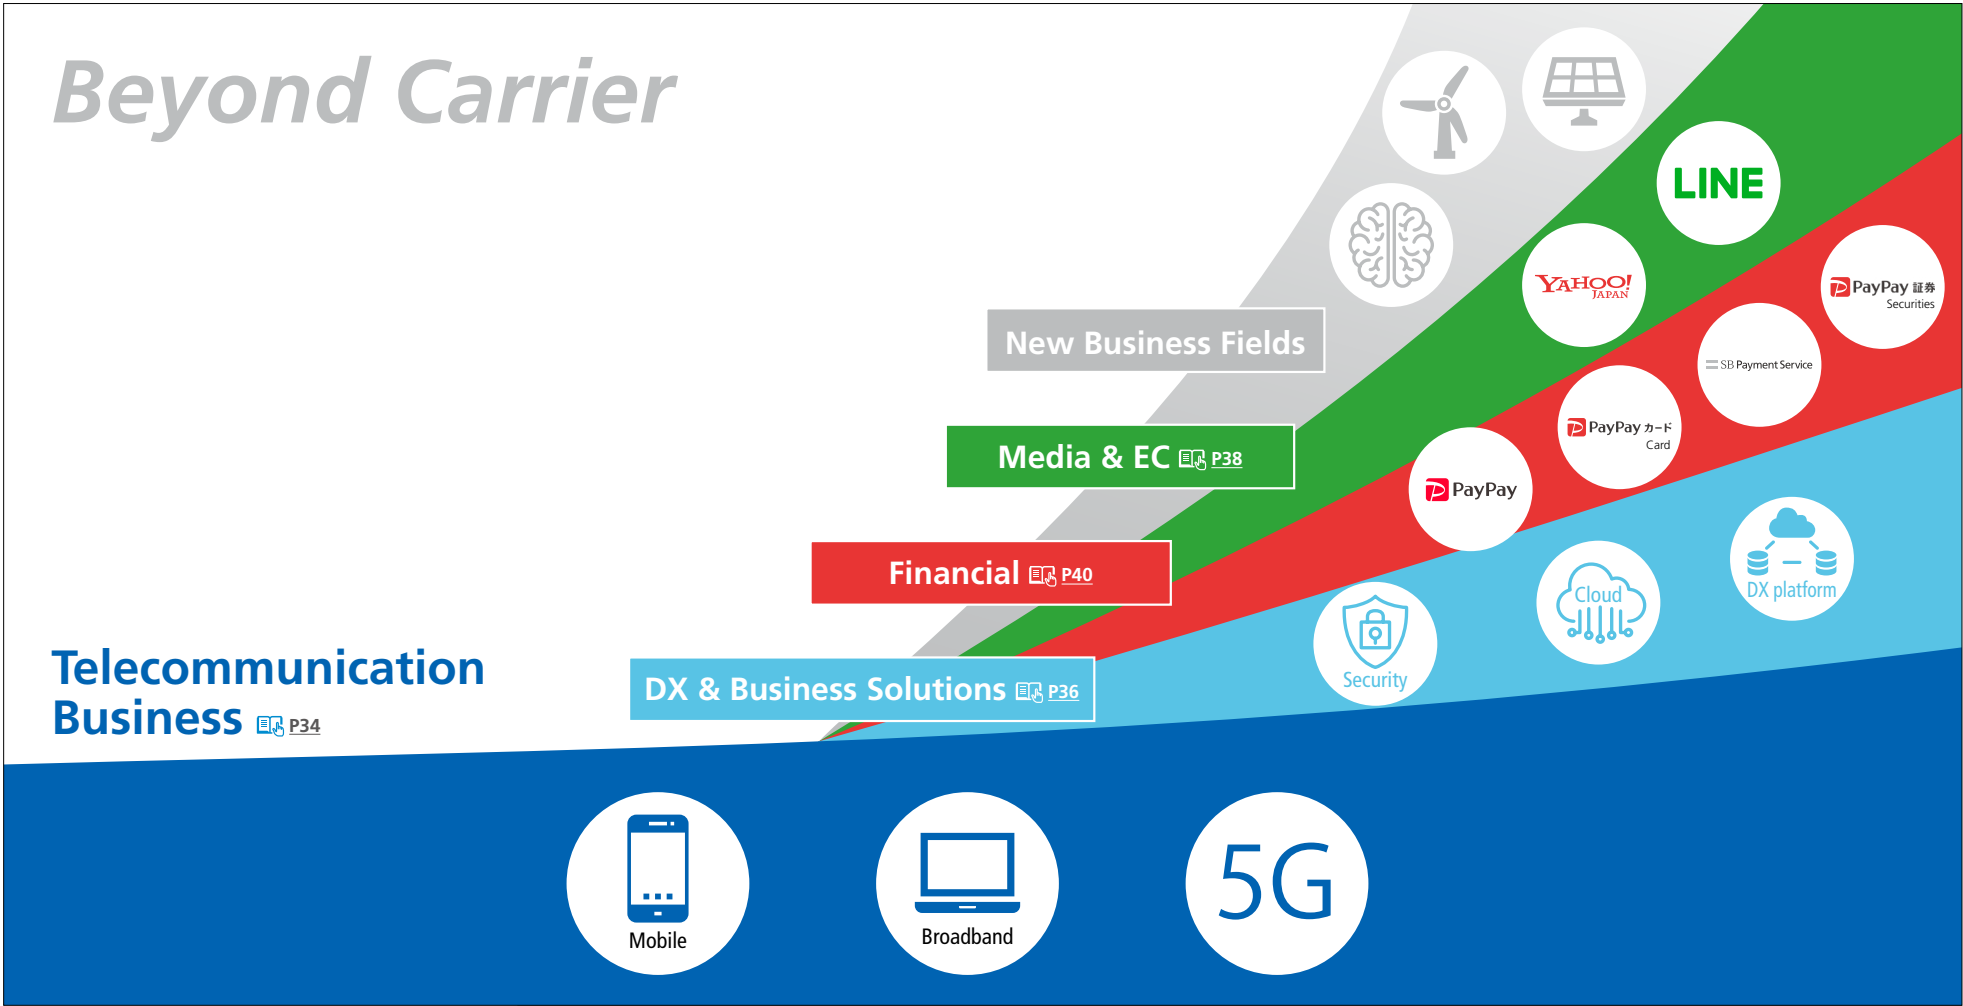 Beyond Carrier
LINE
YAHOO!
JAPAN
PayPay 証券
Securities
New Business Fields
SB Payment Service
PayPay カード
Card
Media & EC P38
PayPay
Financial P40
DX platform
Cloud
Security
Telecommunication
Business P34
DX & Business Solutions P36
5G
Mobile
Broadband